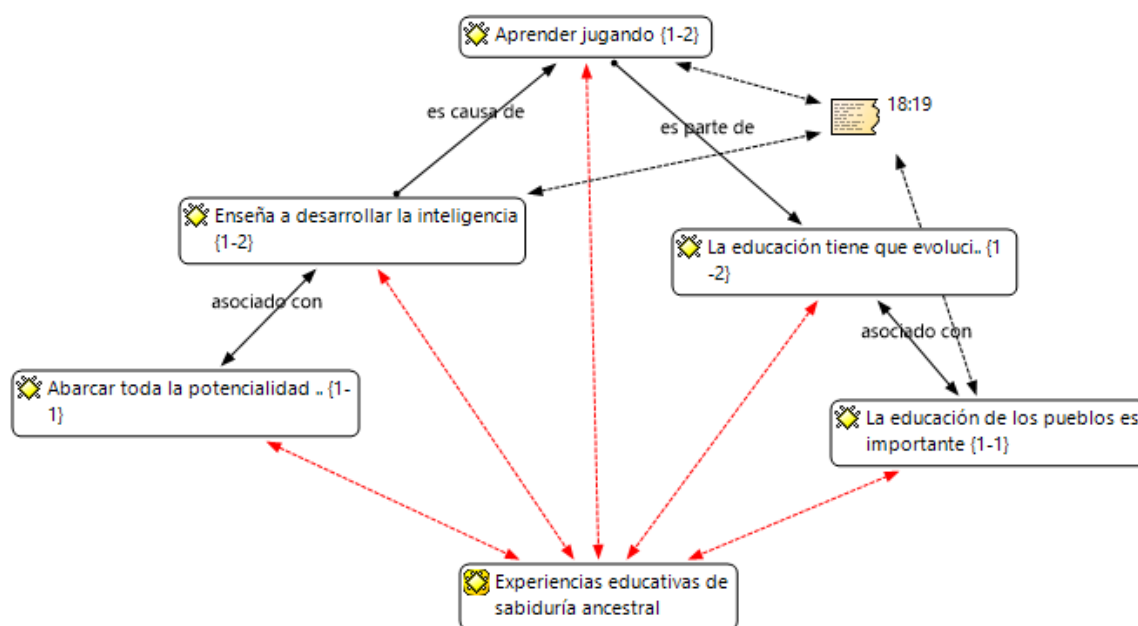 Aprender jugando {1-2}
18:19
es causa de
es parte de
Enseña a desarrollar la inteligencia
{1-2}
La educación tiene que evoluci.. {1
-2}
asociado con
asociado con
Abarcar toda la potencialidad .. {1-
1}
La educación de los pueblos es
importante {1-1}
Experiencias educativas de
sabiduría ancestral